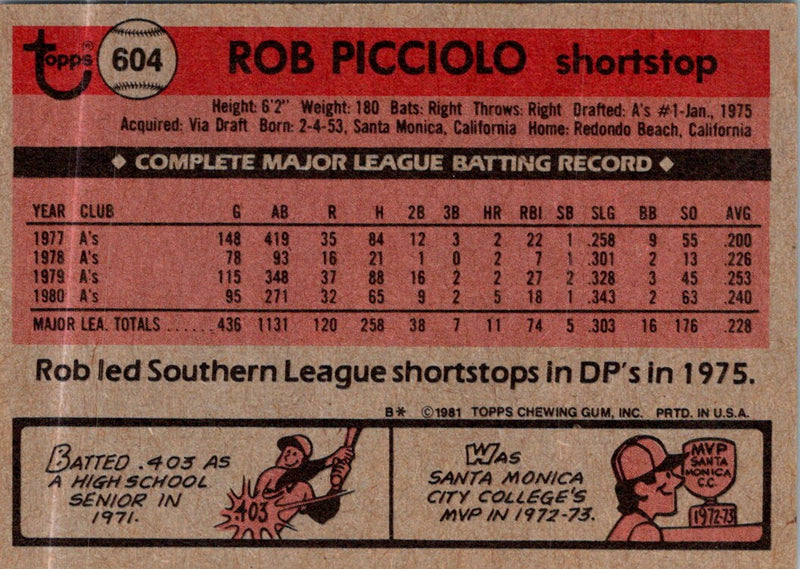 topps® 604 ROB PICCIOLO shortstop
Height: 6'2" Weight: 180 Bats: Right Throws: Right Drafted: A's #1-Jan., 1975
Acquired: Via Draft Born: 2-4-53, Santa Monica, California Home: Redondo Beach, California
◆ COMPLETE MAJOR LEAGUE BATTING RECORD ◆
YEAR CLUB G AB R H 2B 3B HR RBI SB SLG BB SO AVG
1977 A's 148 419 35 84 12 3 2 22 1 .258 9 55 .200
1978 A's 78 93 16 21 1 0 2 7 1 .301 2 13 .226
1979 A's 115 348 37 88 16 2 2 27 2 .328 3 45 .253
1980 A's 95 271 32 65 9 2 5 18 1 .343 2 63 .240
MAJOR LEA. TOTALS ...... 436 1131 120 258 38 7 11 74 5 .303 16 176 .228
Rob led Southern League shortstops in DP's in 1975.
B* ©1981 TOPPS CHEWING GUM, INC. PRTD. IN U.S.A.
BATTED .403 AS
A HIGH SCHOOL
SENIOR IN
1971.
.403
WAS
SANTA MONICA
CITY COLLEGE'S
MVP IN 1972-73.
MVP
SANTA
MONICA
C.C.
1972-73